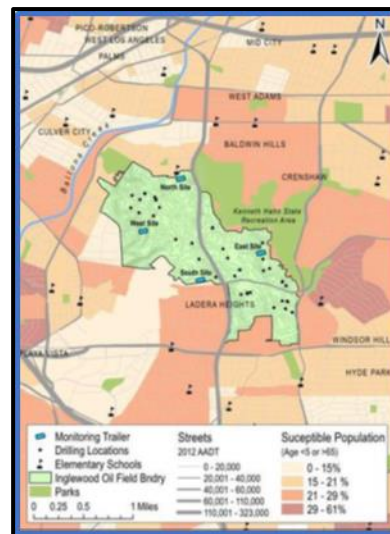 PICO-ROBERTSON
WEST LOS ANGELES
PALMS
MID CITY
N
WEST ADAMS
CULVER CITY
BALDWIN HILLS
Ballona Creek
CRENSHAW
North Site
Kenneth Hahn State
Recreation Area
West Site
East Site
South Site
LADERA HEIGHTS
WINDSOR HILL
PLAYA VISTA
HYDE PARK
Monitoring Trailer
Drilling Locations
Elementary Schools
Inglewood Oil Field Bndry
Parks
0 0.25 0.5 1 Miles
Streets
2012 AADT
0 - 20,000
20,001 - 40,000
40,001 - 60,000
60,001 - 110,000
110,001 - 323,000
Suceptible Population
(Age <5 or >65)
0 - 15%
15 - 21 %
21 - 29 %
29 - 61%